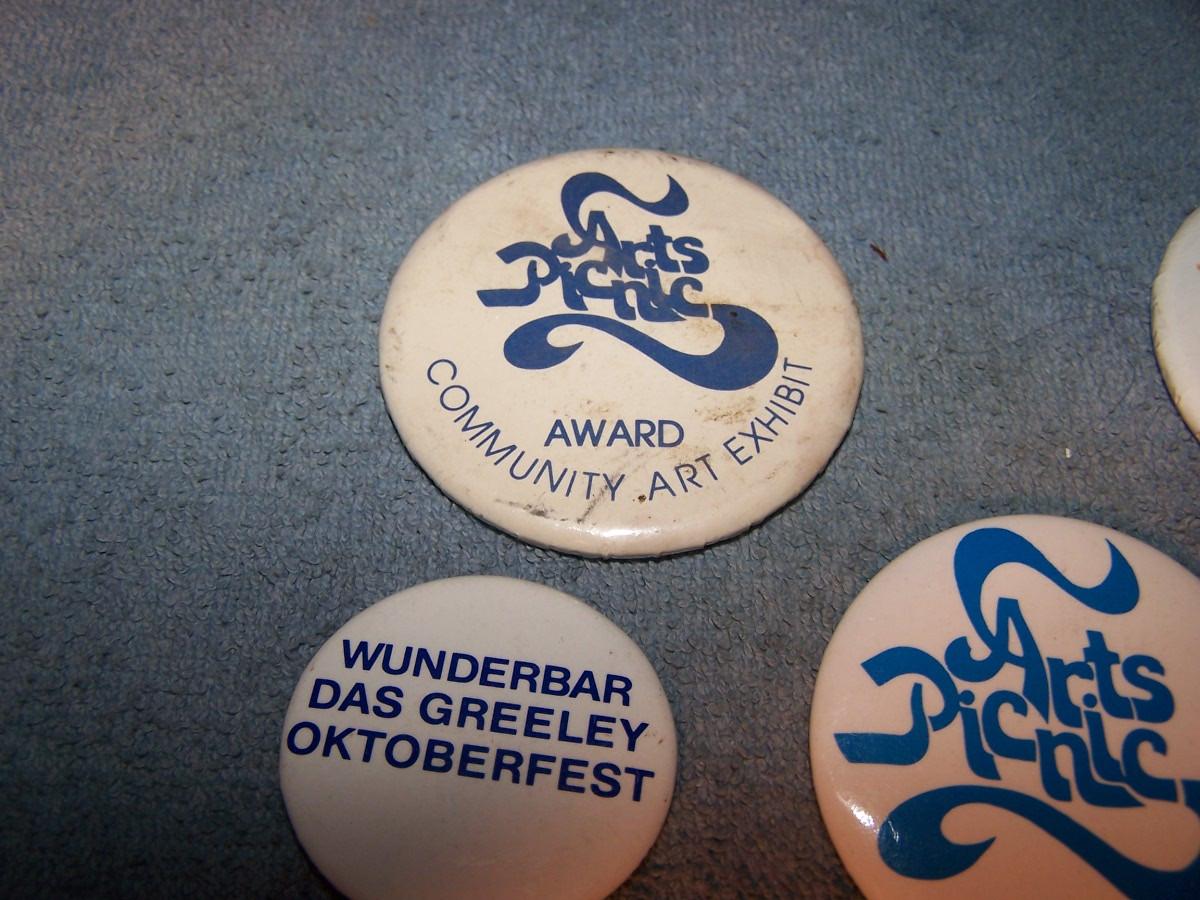 Arts
Picnic
AWARD
COMMUNITY ART EXHIBIT
WUNDERBAR
DAS GREELEY
OKTOBERFEST
Arts
Picnic